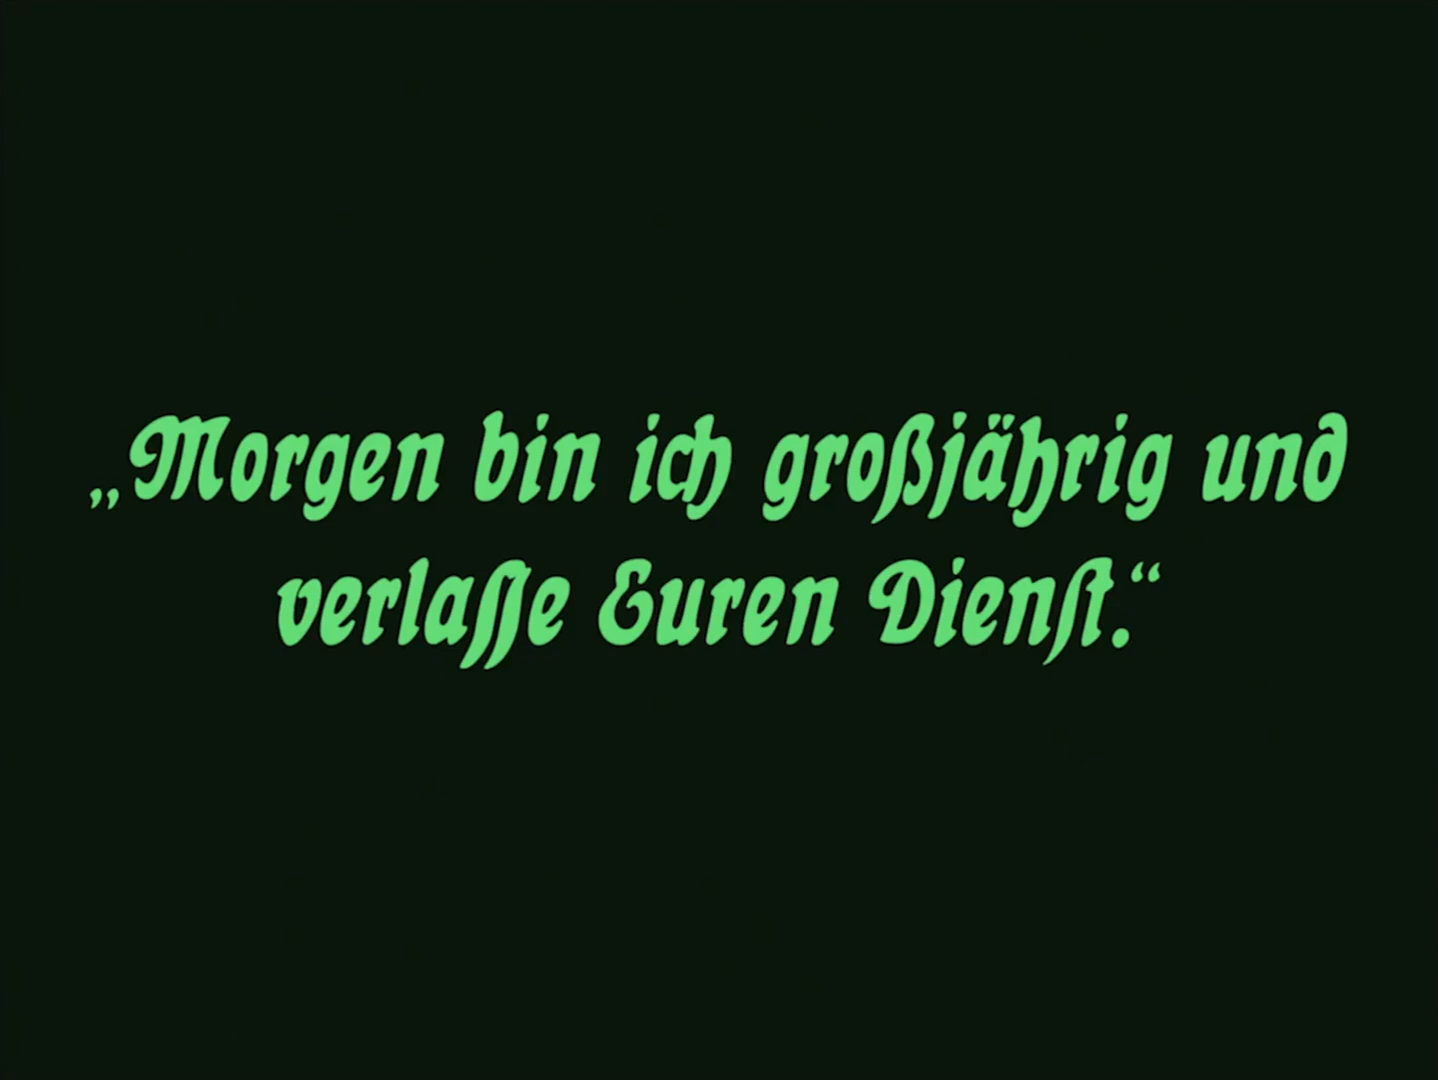 „Morgen bin ich großjährig und
verlaſſe Euren Dienſt.“